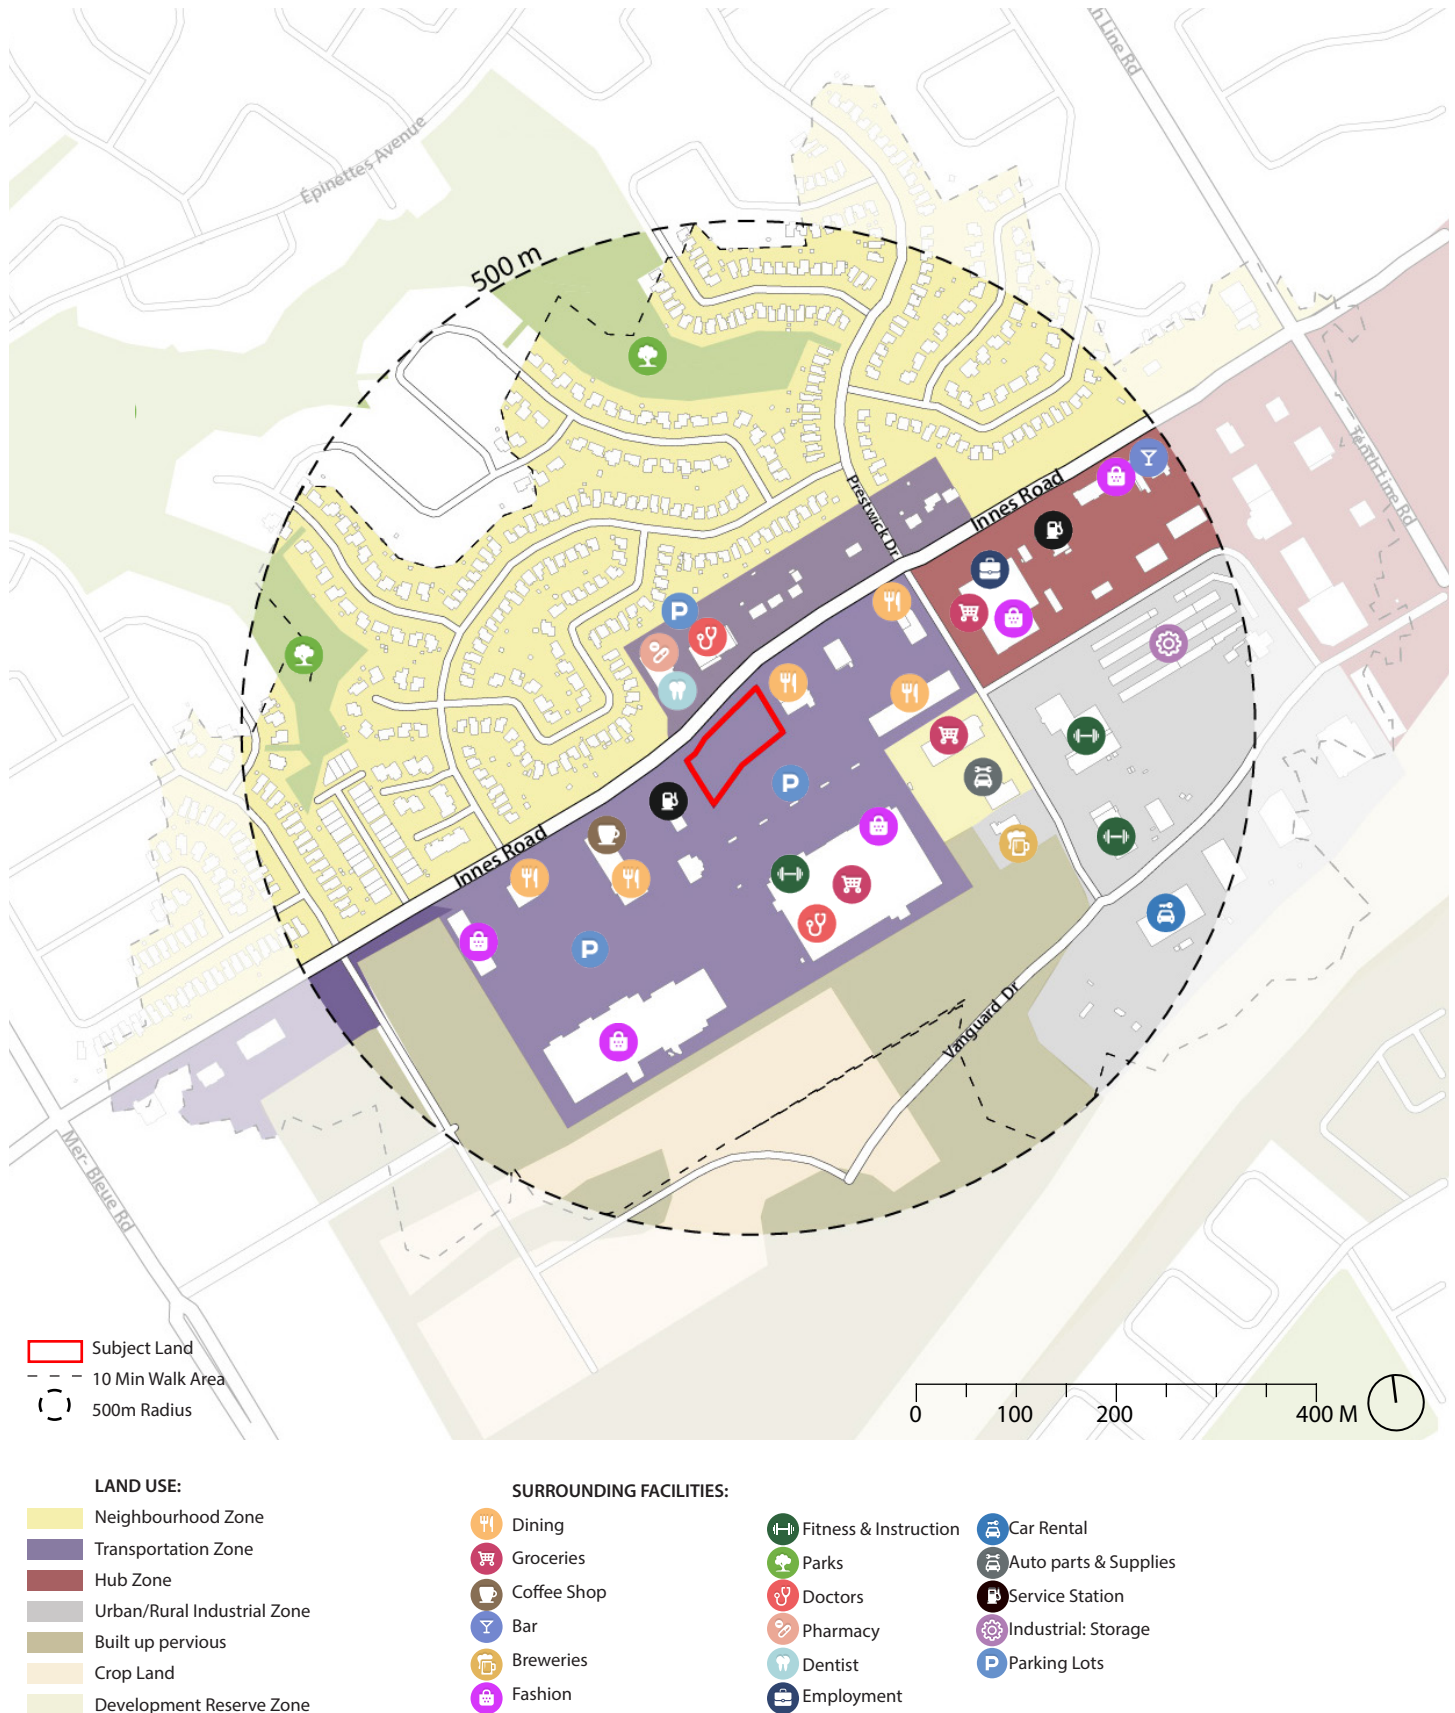 th Line Rd
Épinettes Avenue
500 m
Innes Road
Prestwick Dr
Tenth Line Rd
Innes Road
Vanguard Dr
Mer- Bleue Rd
Subject Land
10 Min Walk Area
500m Radius
0 100 200 400 M
LAND USE:
Neighbourhood Zone
Transportation Zone
Hub Zone
Urban/Rural Industrial Zone
Built up pervious
Crop Land
Development Reserve Zone
SURROUNDING FACILITIES:
Dining
Groceries
Coffee Shop
Bar
Breweries
Fashion
Fitness & Instruction
Parks
Doctors
Pharmacy
Dentist
Employment
Car Rental
Auto parts & Supplies
Service Station
Industrial: Storage
Parking Lots
P
P
P
P